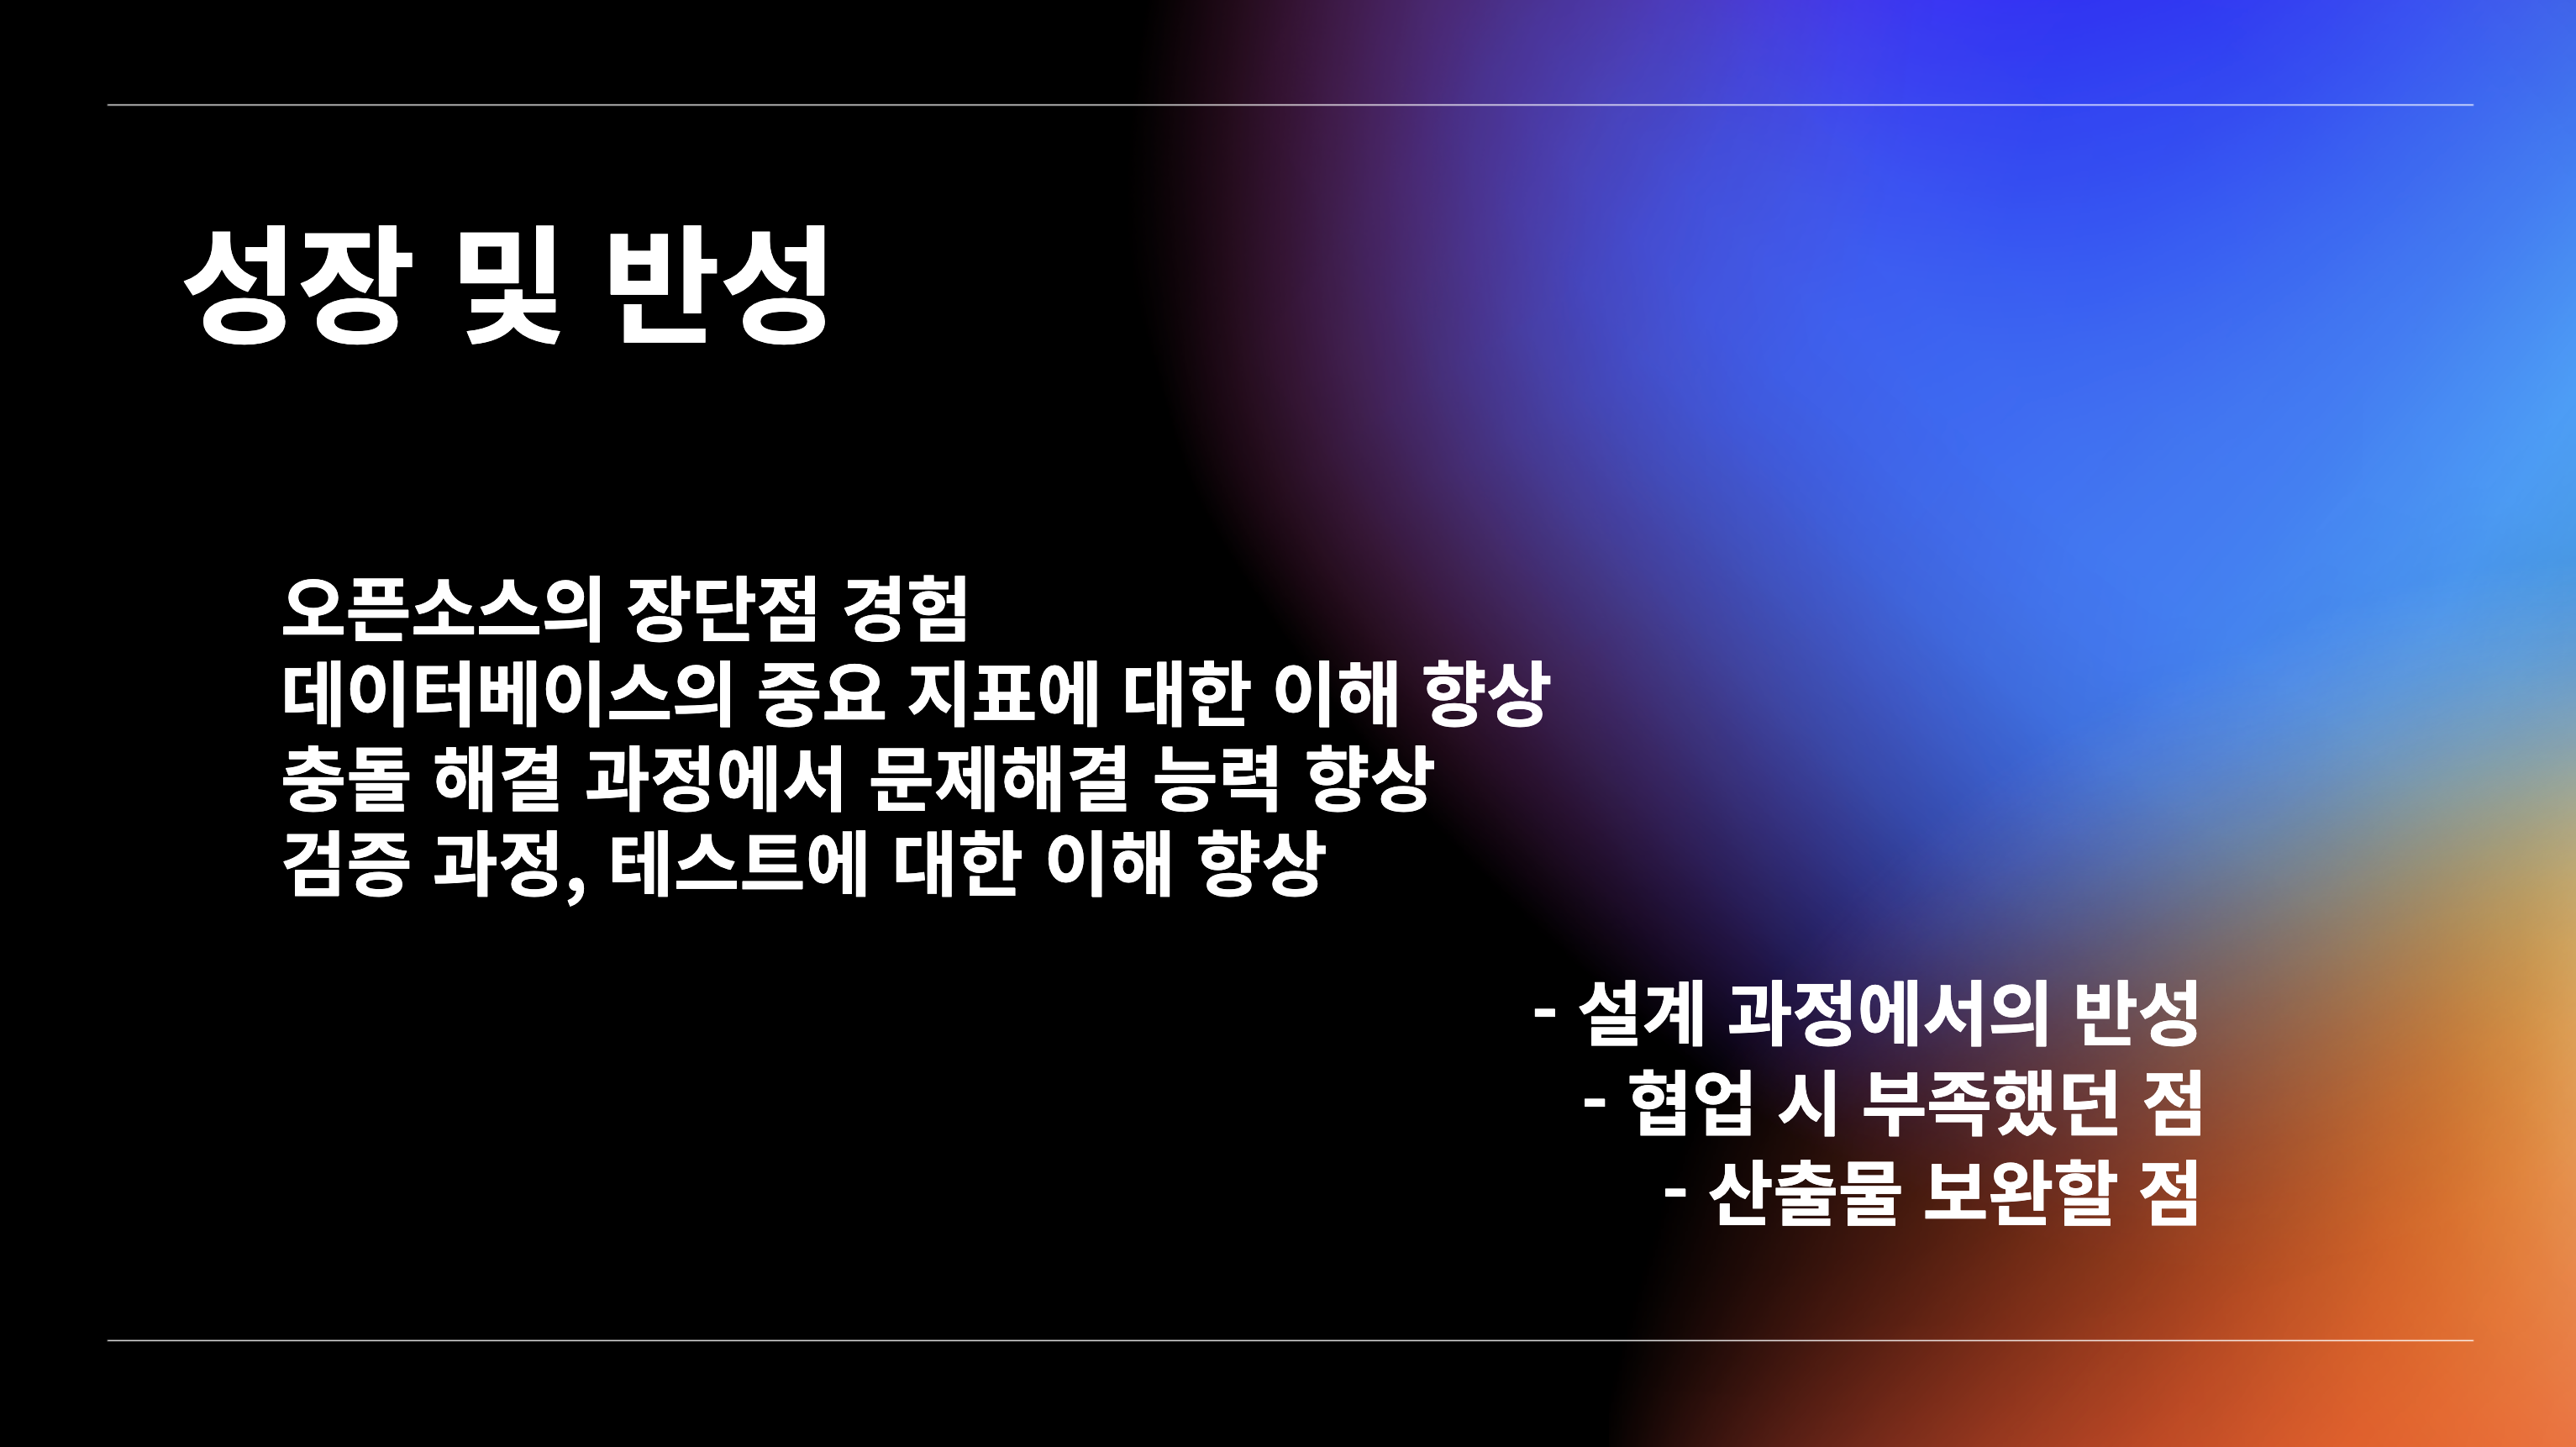 성장 및 반성
오픈소스의 장단점 경험
데이터베이스의 중요 지표에 대한 이해 향상
충돌 해결 과정에서 문제해결 능력 향상
검증 과정, 테스트에 대한 이해 향상
- 설계 과정에서의 반성
- 협업 시 부족했던 점
- 산출물 보완할 점